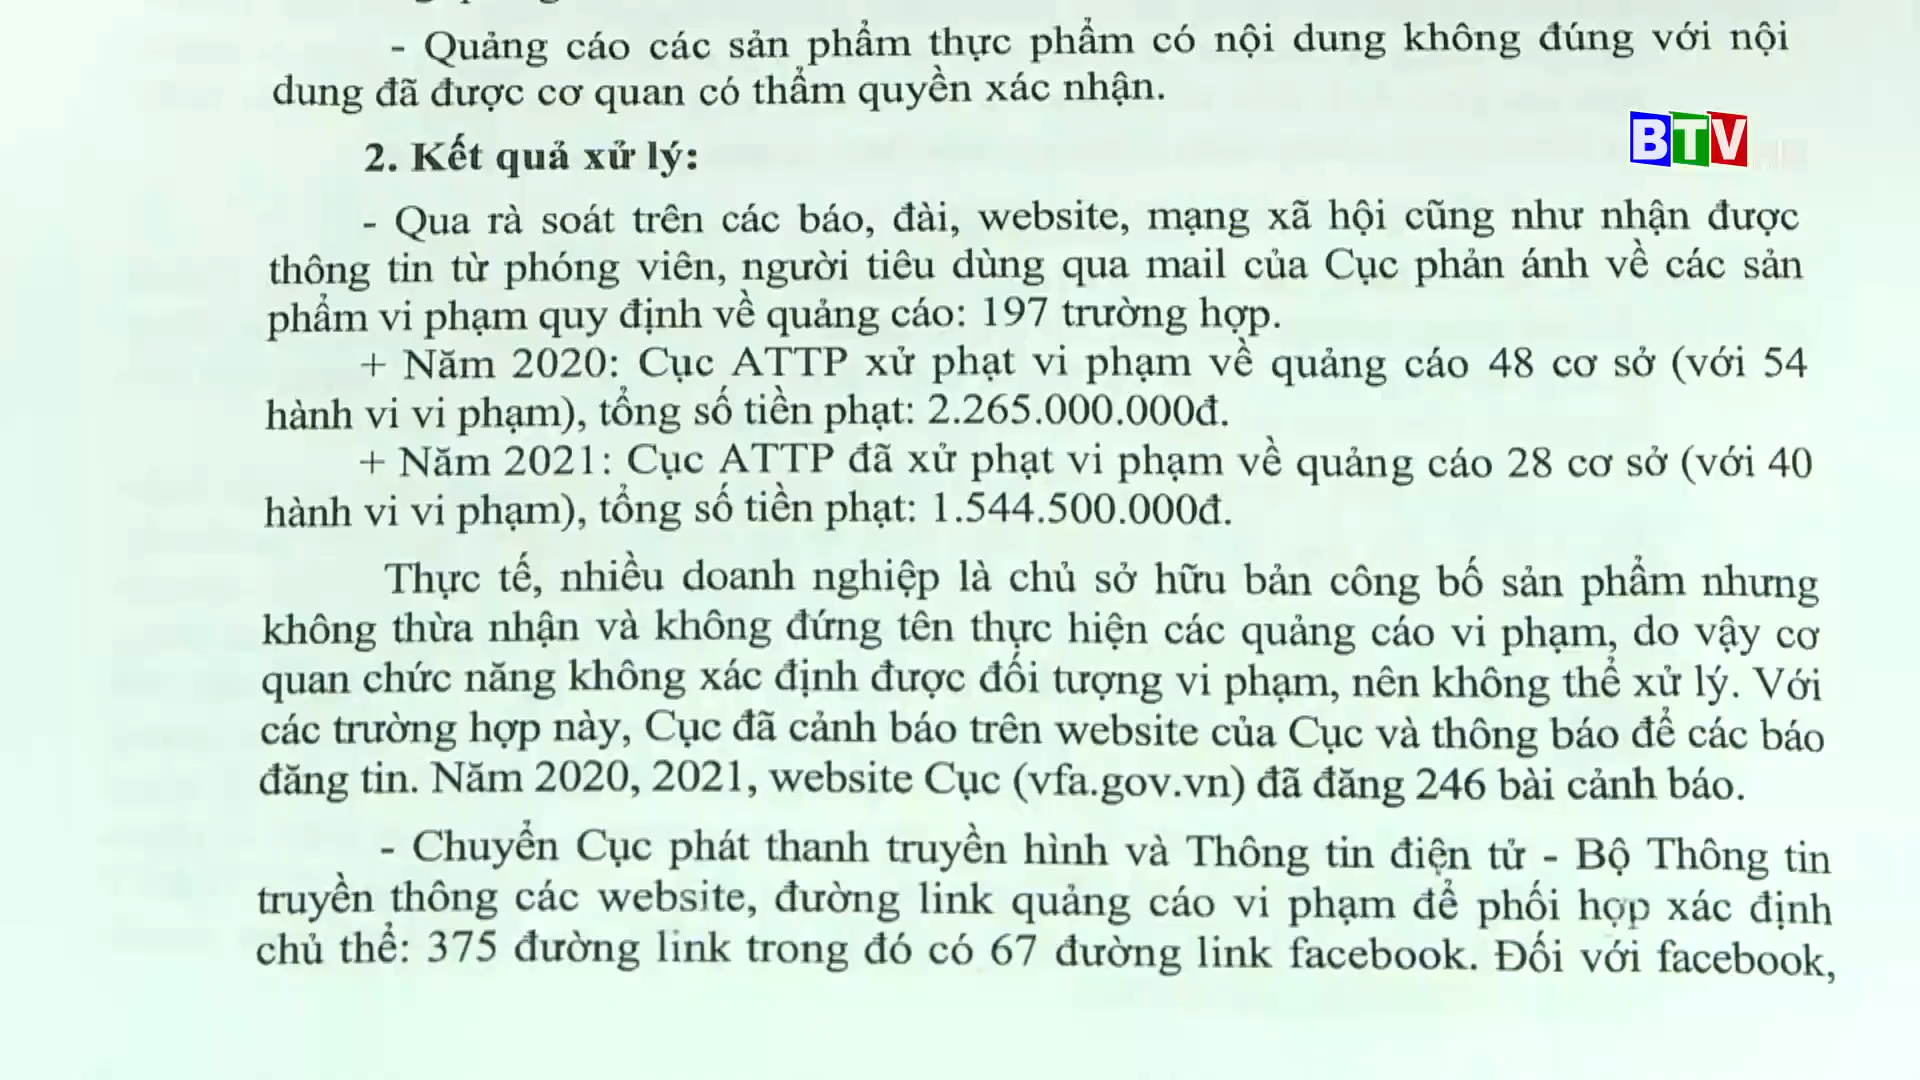 - Quảng cáo các sản phẩm thực phẩm có nội dung không đúng với nội
dung đã được cơ quan có thẩm quyền xác nhận.
BTV
2. Kết quả xử lý:
- Qua rà soát trên các báo, đài, website, mạng xã hội cũng như nhận được
thông tin từ phóng viên, người tiêu dùng qua mail của Cục phản ánh về các sản
phẩm vi phạm quy định về quảng cáo: 197 trường hợp.
+ Năm 2020: Cục ATTP xử phạt vi phạm về quảng cáo 48 cơ sở (với 54
hành vi vi phạm), tổng số tiền phạt: 2.265.000.000đ.
+ Năm 2021: Cục ATTP đã xử phạt vi phạm về quảng cáo 28 cơ sở (với 40
hành vi vi phạm), tổng số tiền phạt: 1.544.500.000đ.
Thực tế, nhiều doanh nghiệp là chủ sở hữu bản công bố sản phẩm nhưng
không thừa nhận và không đứng tên thực hiện các quảng cáo vi phạm, do vậy cơ
quan chức năng không xác định được đối tượng vi phạm, nên không thể xử lý. Với
các trường hợp này, Cục đã cảnh báo trên website của Cục và thông báo để các báo
đăng tin. Năm 2020, 2021, website Cục (vfa.gov.vn) đã đăng 246 bài cảnh báo.
- Chuyển Cục phát thanh truyền hình và Thông tin điện tử - Bộ Thông tin
truyền thông các website, đường link quảng cáo vi phạm để phối hợp xác định
chủ thể: 375 đường link trong đó có 67 đường link facebook. Đối với facebook,